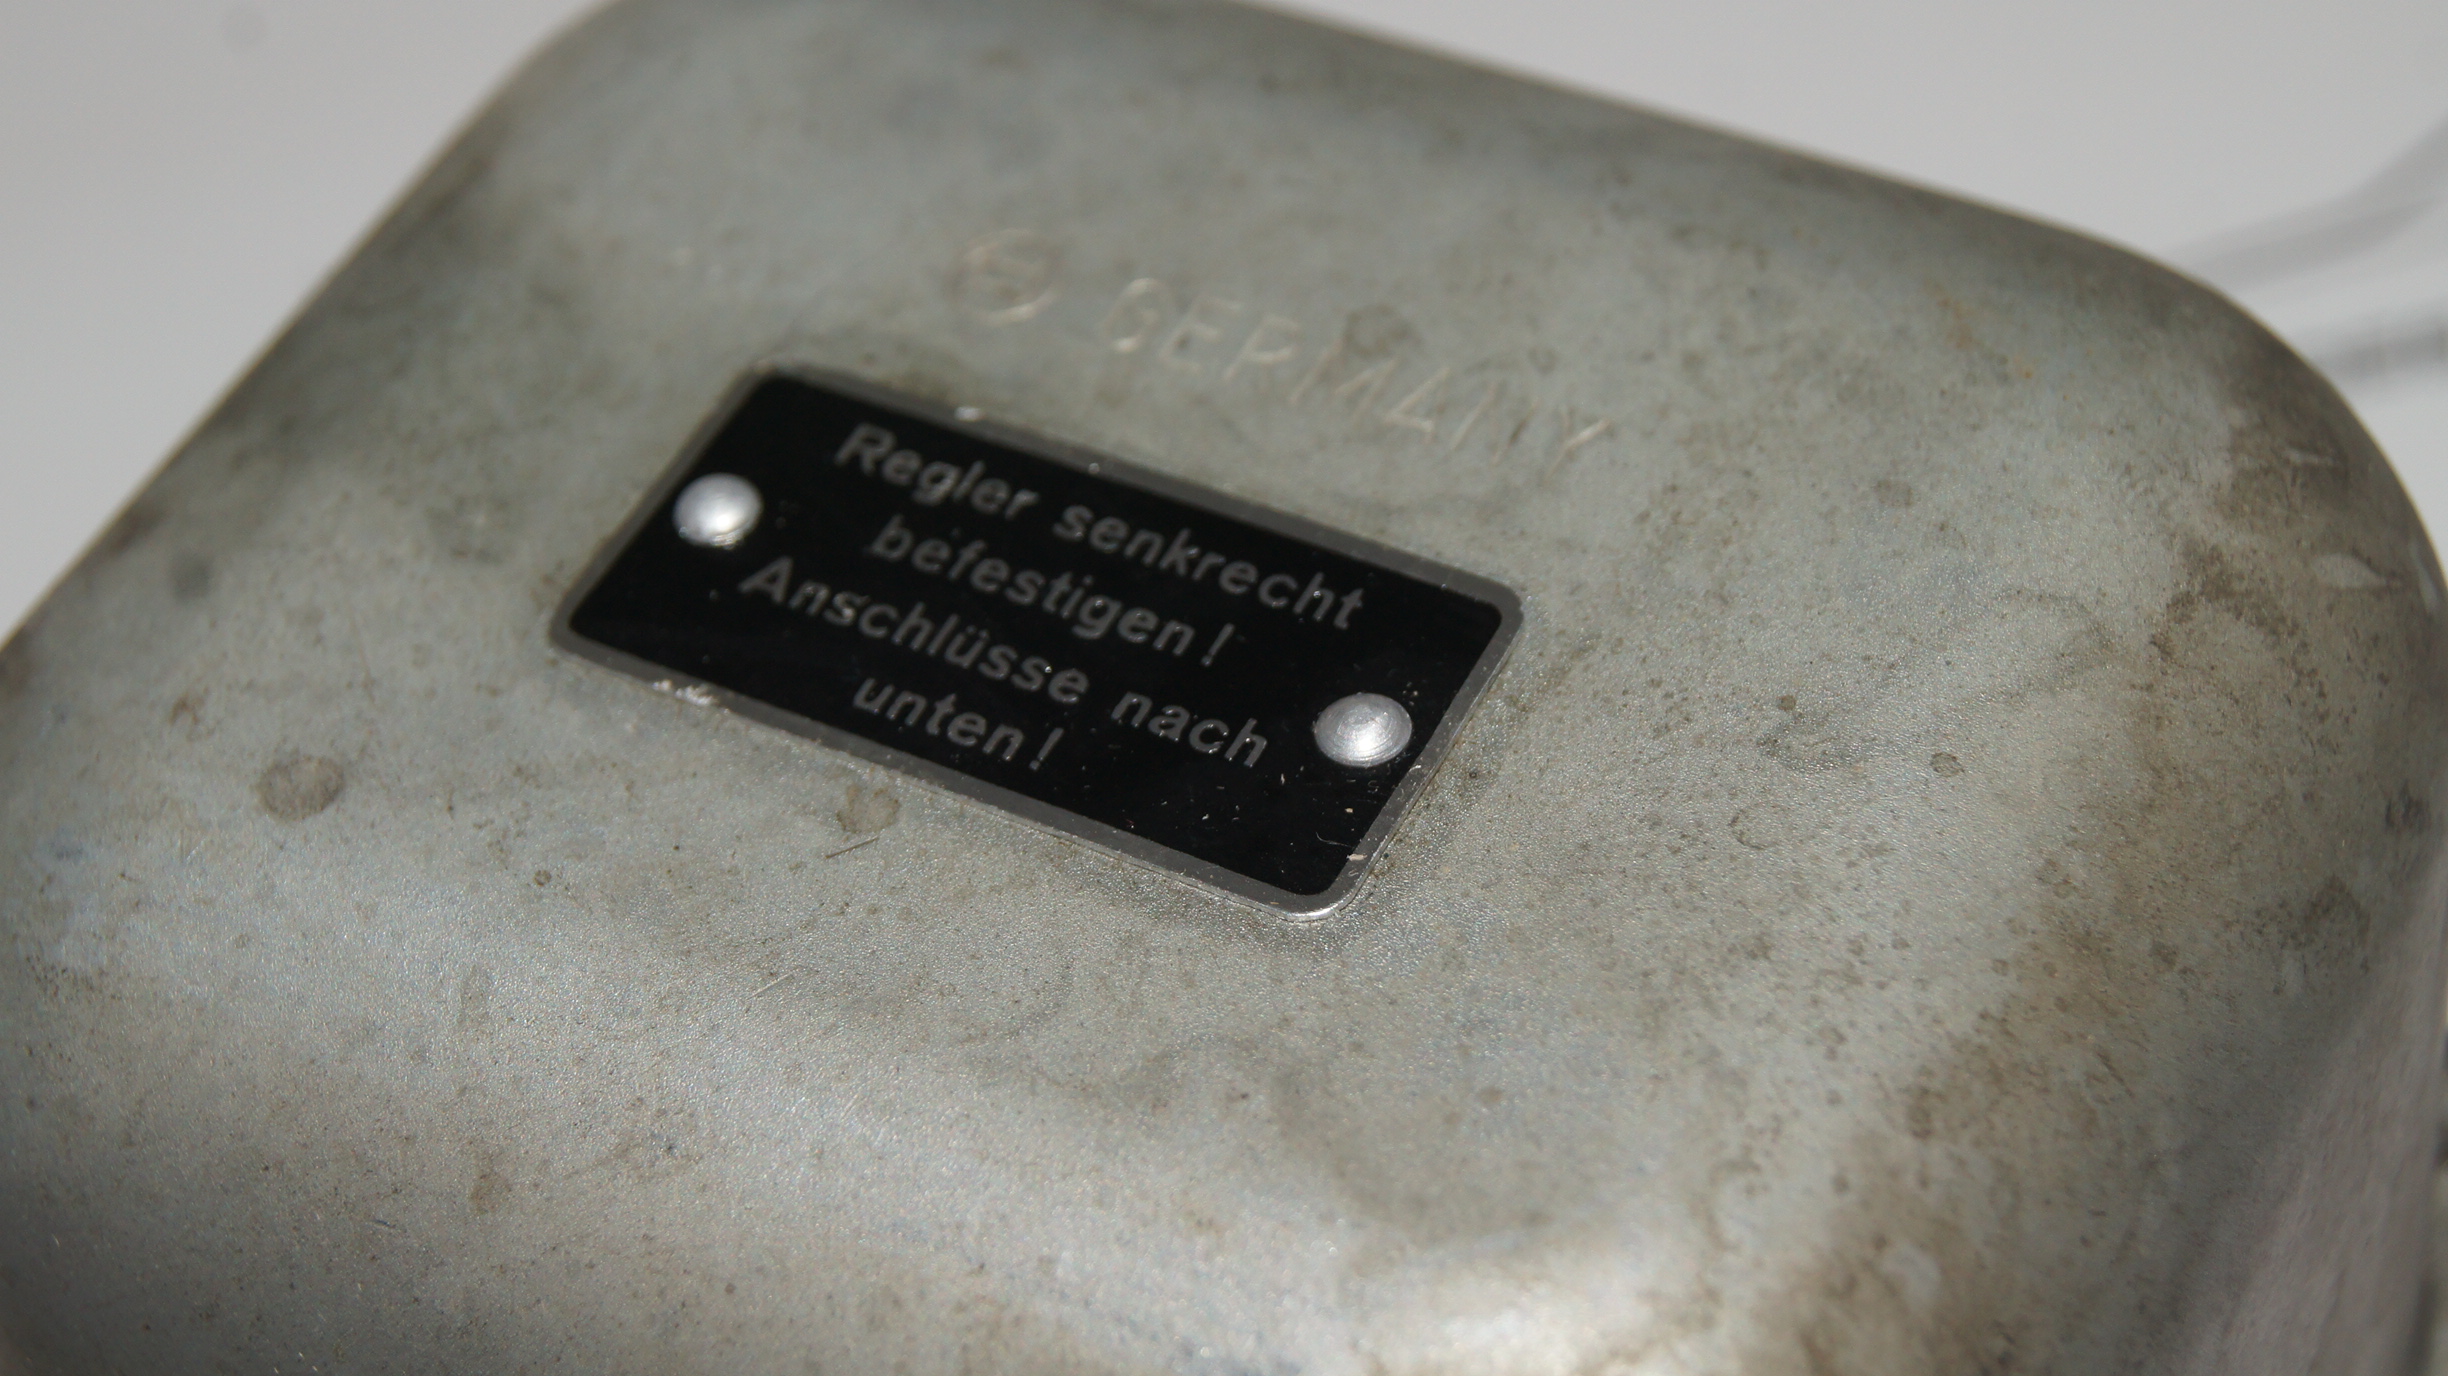 GERMANY
Regler senkrecht
befestigen!
Anschlüsse nach
unten!